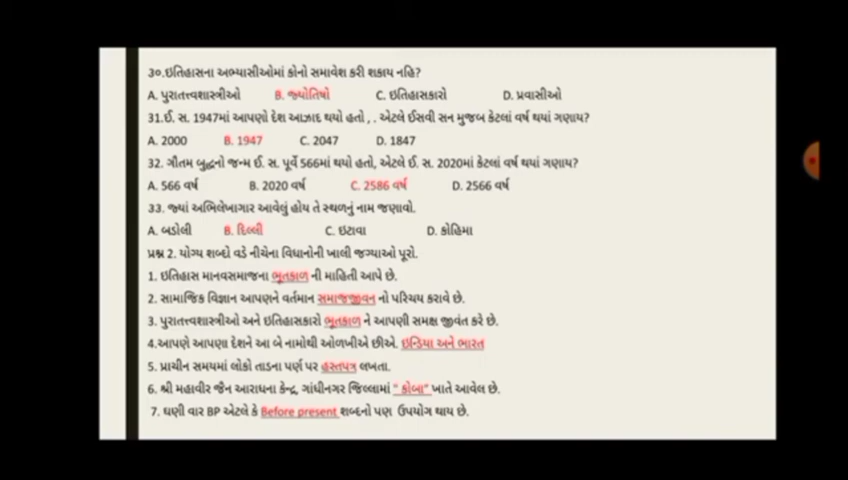 ૩૦.ઇતિહાસના અભ્યાસીઓમાં કોનો સમાવેશ કરી શકાય નહિ?
A. પુરાતત્ત્વશાસ્ત્રીઓ B. જ્યોતિષો C. ઇતિહાસકારો D. પ્રવાસીઓ
31.ઈ. સ. 1947માં આપણો દેશ આઝાદ થયો હતો , . એટલે ઈસવી સન મુજબ કેટલાં વર્ષ થયાં ગણાય?
A. 2000 B. 1947 C. 2047 D. 1847
32. ગૌતમ બુદ્ધનો જન્મ ઈ. સ. પૂર્વે 566માં થયો હતો, એટલે ઈ. સ. 2020માં કેટલાં વર્ષ થયાં ગણાય?
A. 566 વર્ષ B. 2020 વર્ષ C. 2586 વર્ષ D. 2566 વર્ષ
33. જ્યાં અભિલેખાગાર આવેલું હોય તે સ્થળનું નામ જણાવો.
A. બડોલી B. દિલ્લી C. ઇટાવા D. કોહિમા
પ્રશ્ન 2. યોગ્ય શબ્દો વડે નીચેના વિધાનોની ખાલી જગ્યાઓ પૂરો.
1. ઇતિહાસ માનવસમાજના ભૂતકાળ ની માહિતી આપે છે.
2. સામાજિક વિજ્ઞાન આપણને વર્તમાન સમાજજીવન નો પરિચય કરાવે છે.
3. પુરાતત્ત્વશાસ્ત્રીઓ અને ઇતિહાસકારો ભૂતકાળ ને આપણી સમક્ષ જીવંત કરે છે.
4.આપણે આપણા દેશને આ બે નામોથી ઓળખીએ છીએ. ઇન્ડિયા અને ભારત
5. પ્રાચીન સમયમાં લોકો તાડના પર્ણ પર હસ્તપત્ર લખતા.
6. શ્રી મહાવીર જૈન આરાધના કેન્દ્ર, ગાંધીનગર જિલ્લામાં " કોબા" ખાતે આવેલ છે.
7. ઘણી વાર BP એટલે કે Before present શબ્દનો પણ ઉપયોગ થાય છે.